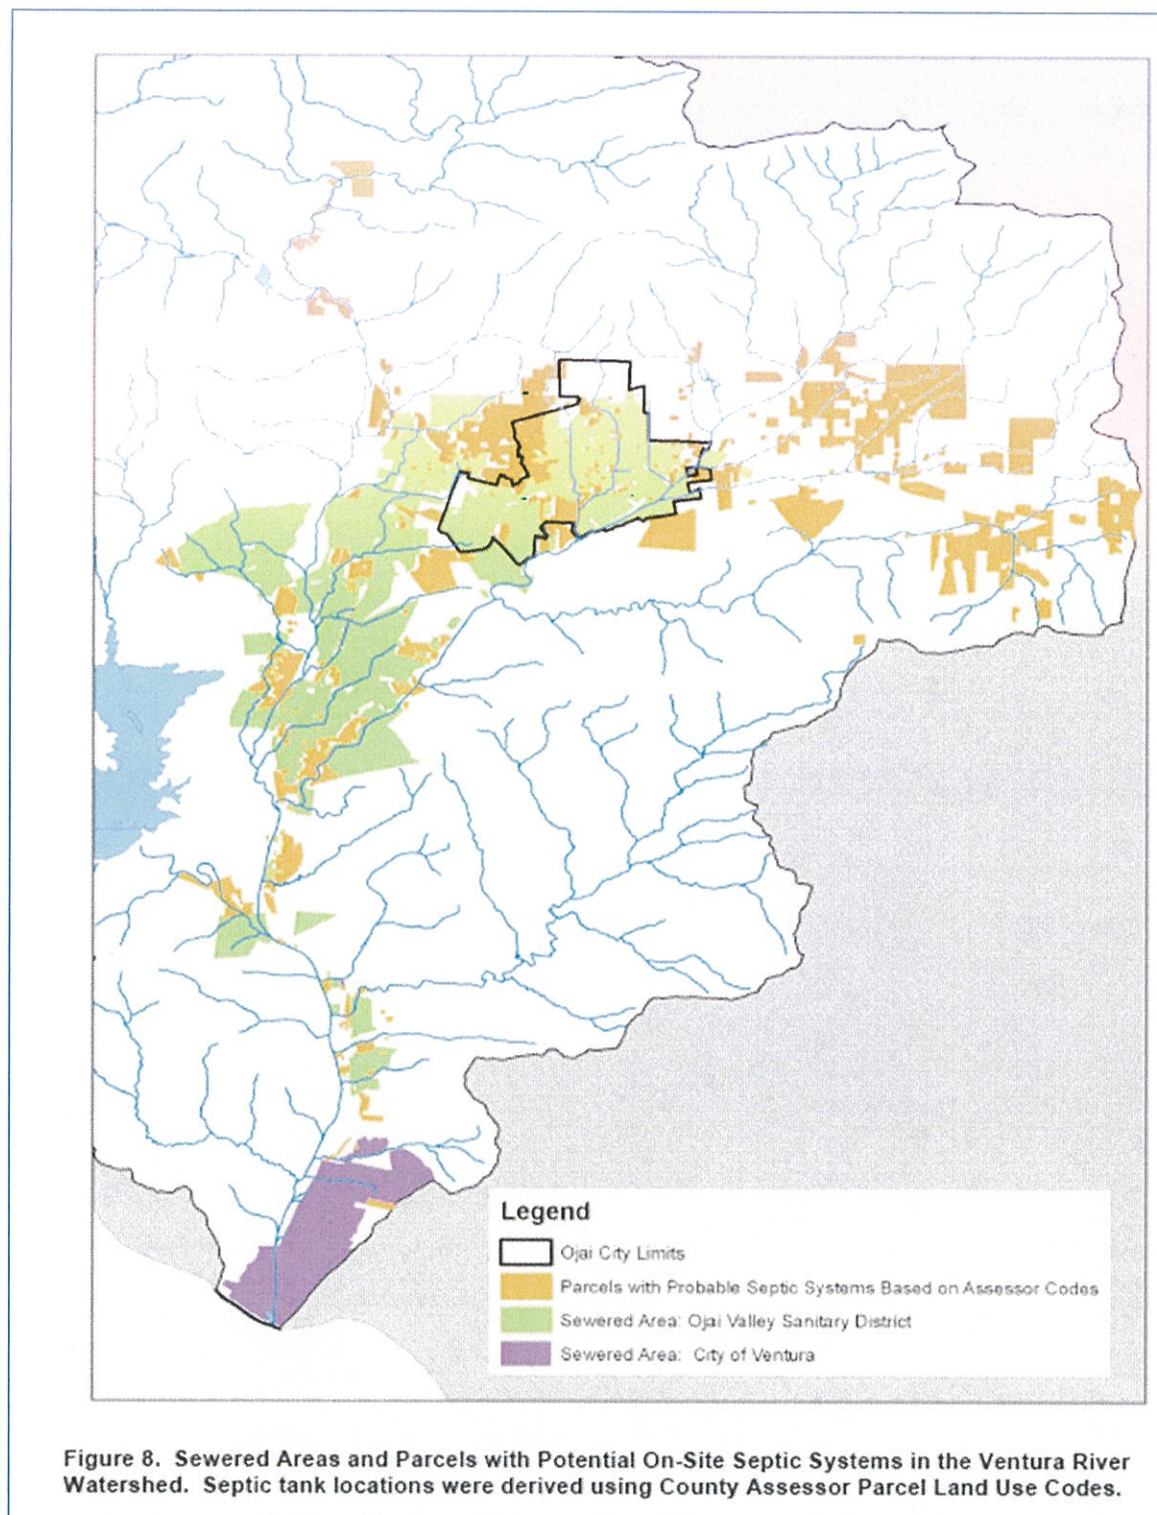 Legend
Ojai City Limits
Parcels with Probable Septic Systems Based on Assessor Codes
Sewered Area: Ojai Valley Sanitary District
Sewered Area: City of Ventura
Figure 8. Sewered Areas and Parcels with Potential On-Site Septic Systems in the Ventura River
Watershed. Septic tank locations were derived using County Assessor Parcel Land Use Codes.